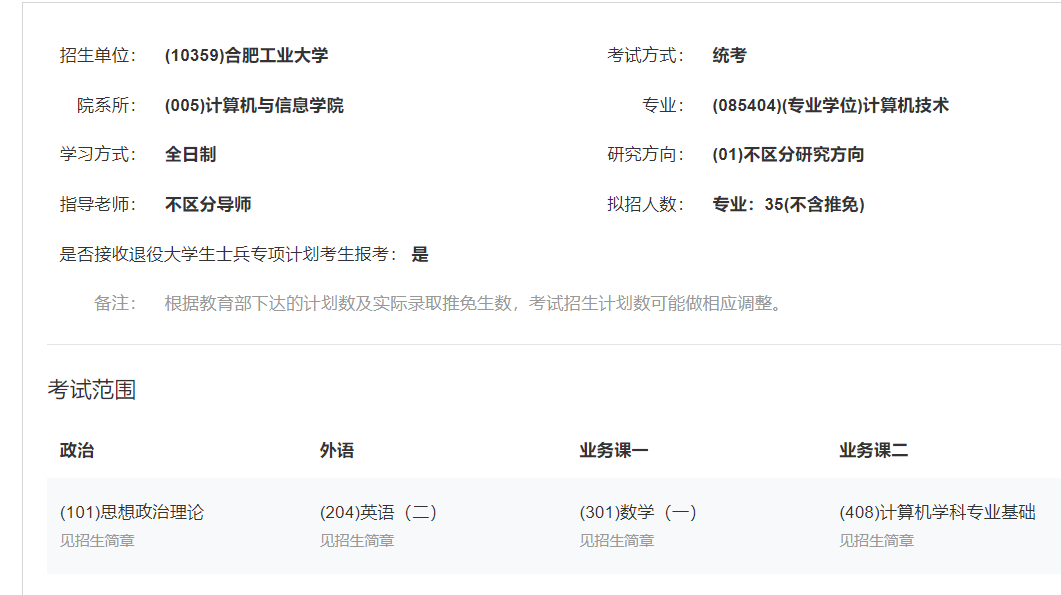 招生单位： (10359)合肥工业大学 考试方式： 统考
院系所： (005)计算机与信息学院 专业： (085404)(专业学位)计算机技术
学习方式： 全日制 研究方向： (01)不区分研究方向
指导老师： 不区分导师 拟招人数： 专业：35(不含推免)
是否接收退役大学生士兵专项计划考生报考： 是
备注： 根据教育部下达的计划数及实际录取推免生数，考试招生计划数可能做相应调整。
考试范围
政治 外语 业务课一 业务课二
(101)思想政治理论 (204)英语（二） (301)数学（一） (408)计算机学科专业基础
见招生简章 见招生简章 见招生简章 见招生简章